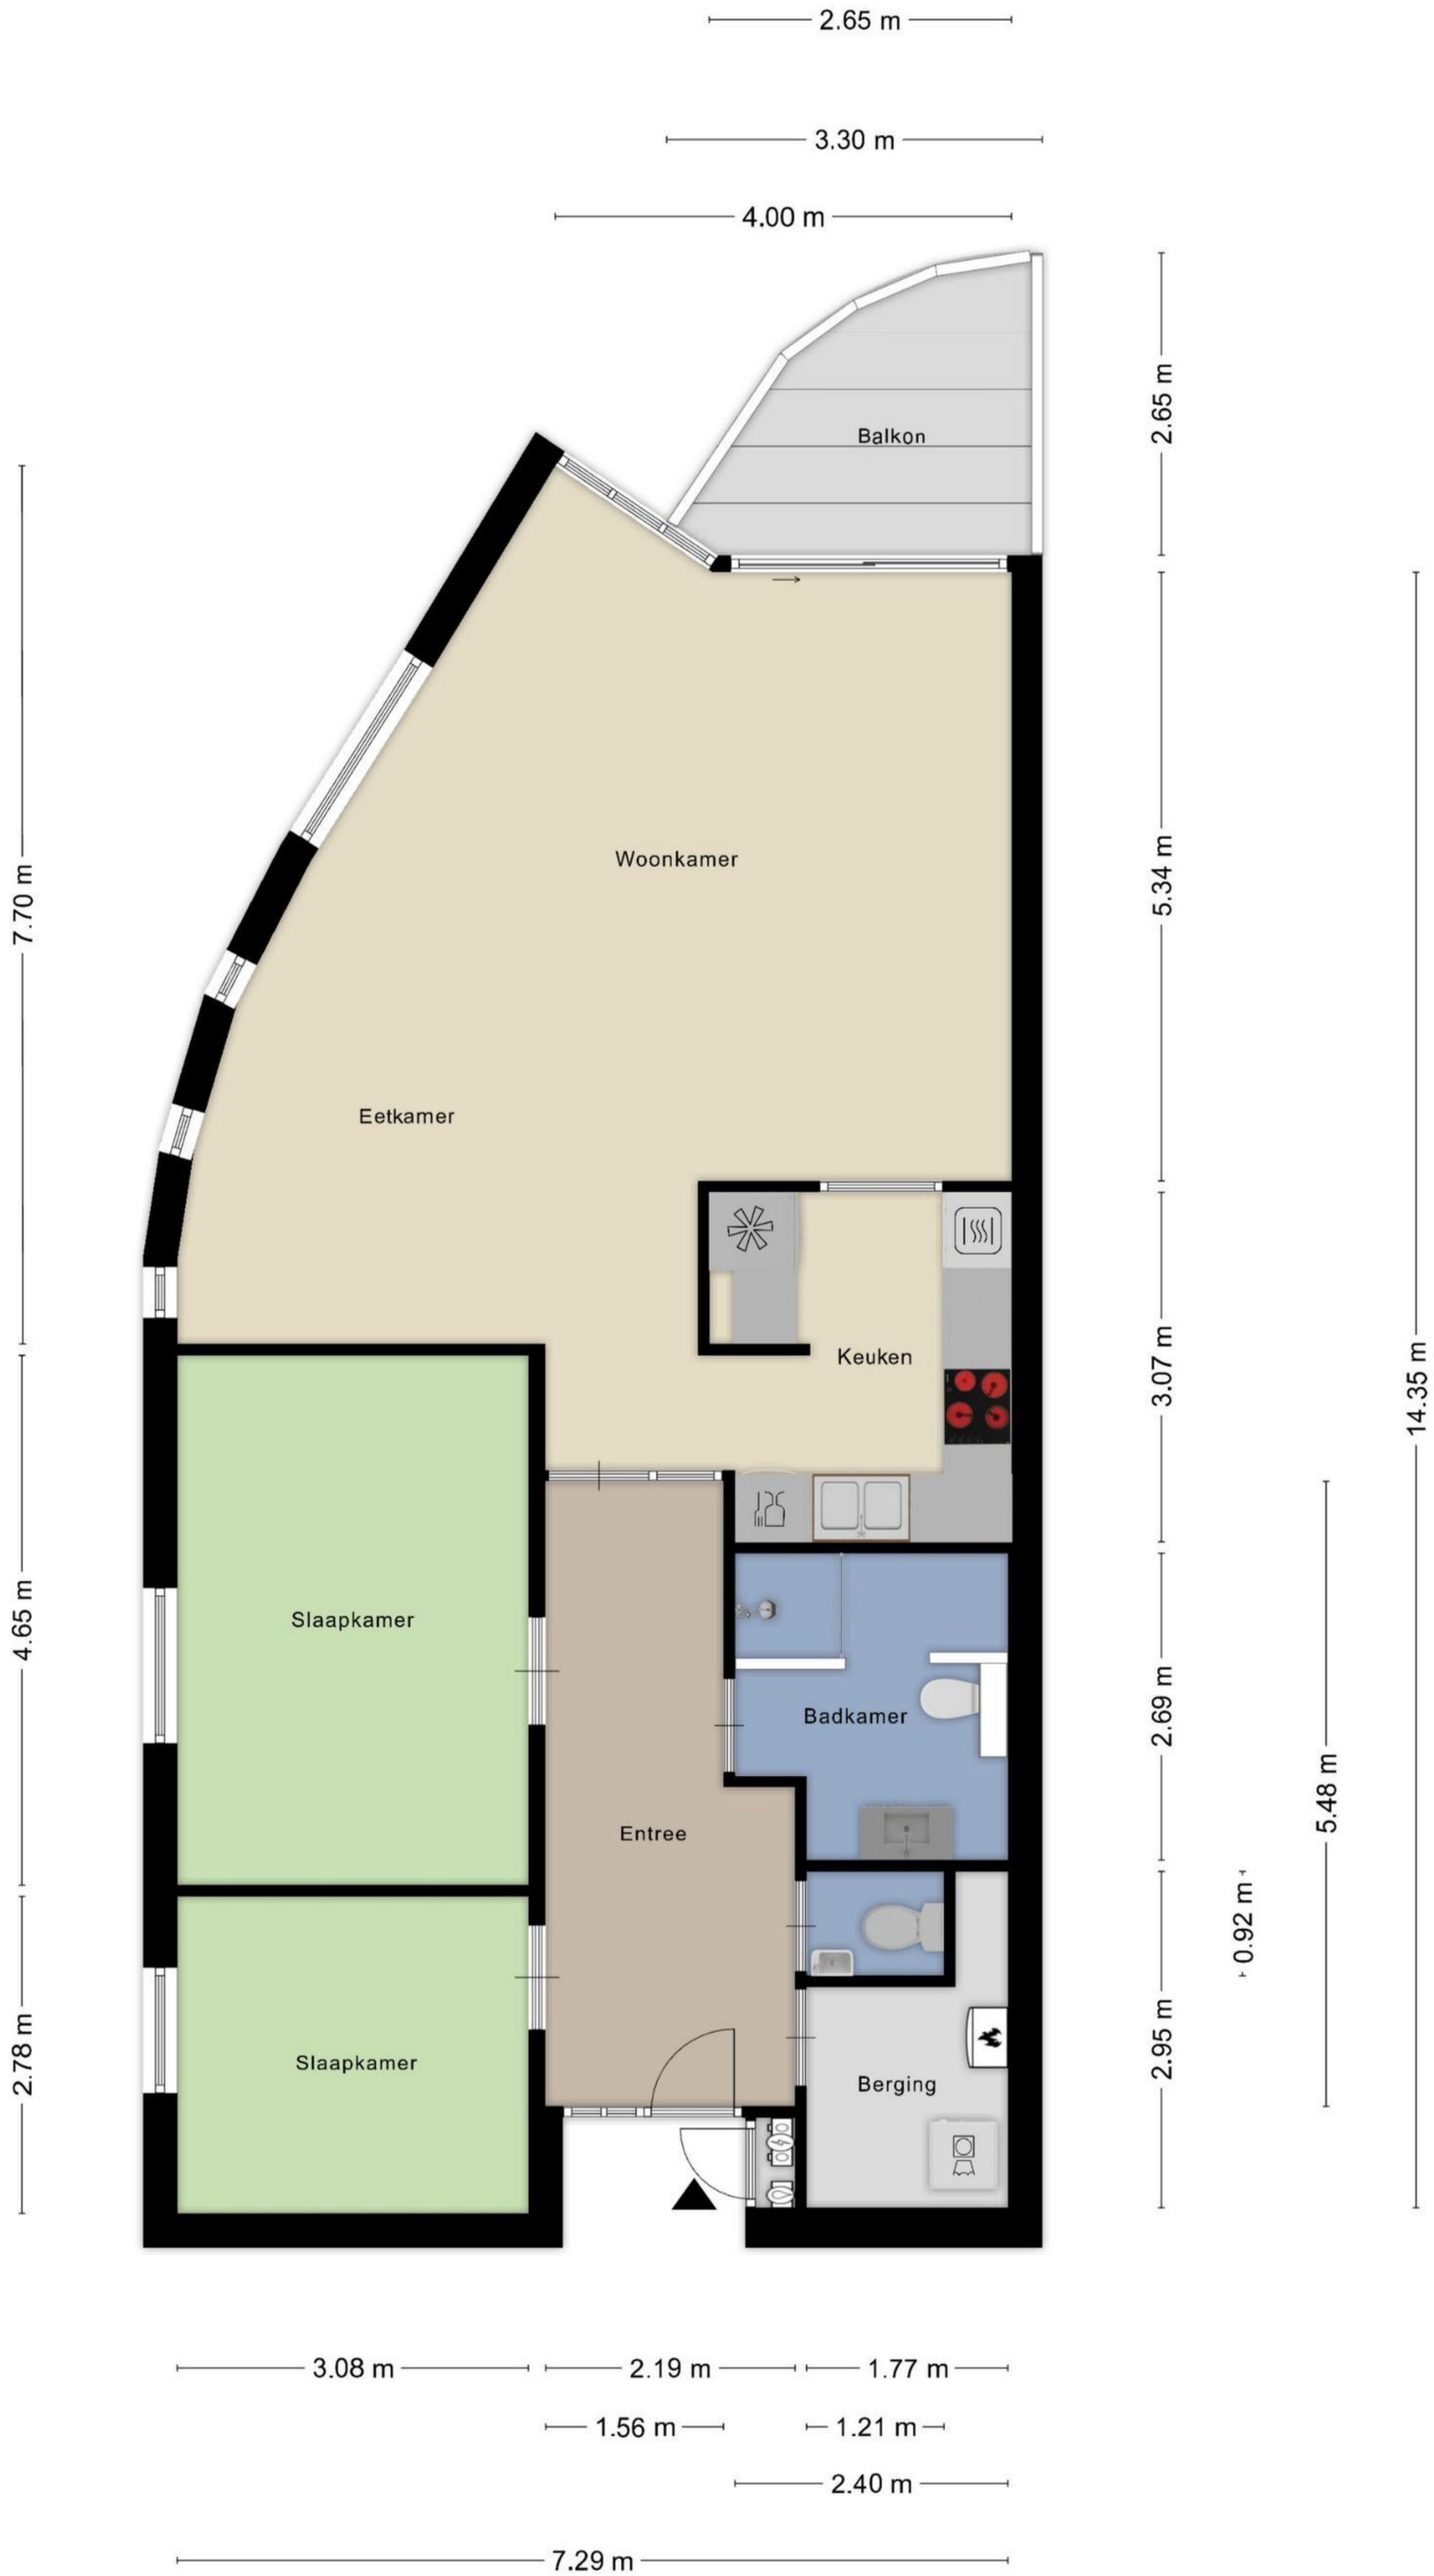 2.65 m
3.30 m
4.00 m
2.65 m
Balkon
7.70 m
5.34 m
Woonkamer
Eetkamer
3.07 m
Keuken
14.35 m
4.65 m
Slaapkamer
2.69 m
Badkamer
5.48 m
Entree
0.92 m
2.78 m
2.95 m
Slaapkamer
Berging
3.08 m
2.19 m
1.77 m
1.56 m
1.21 m
2.40 m
7.29 m